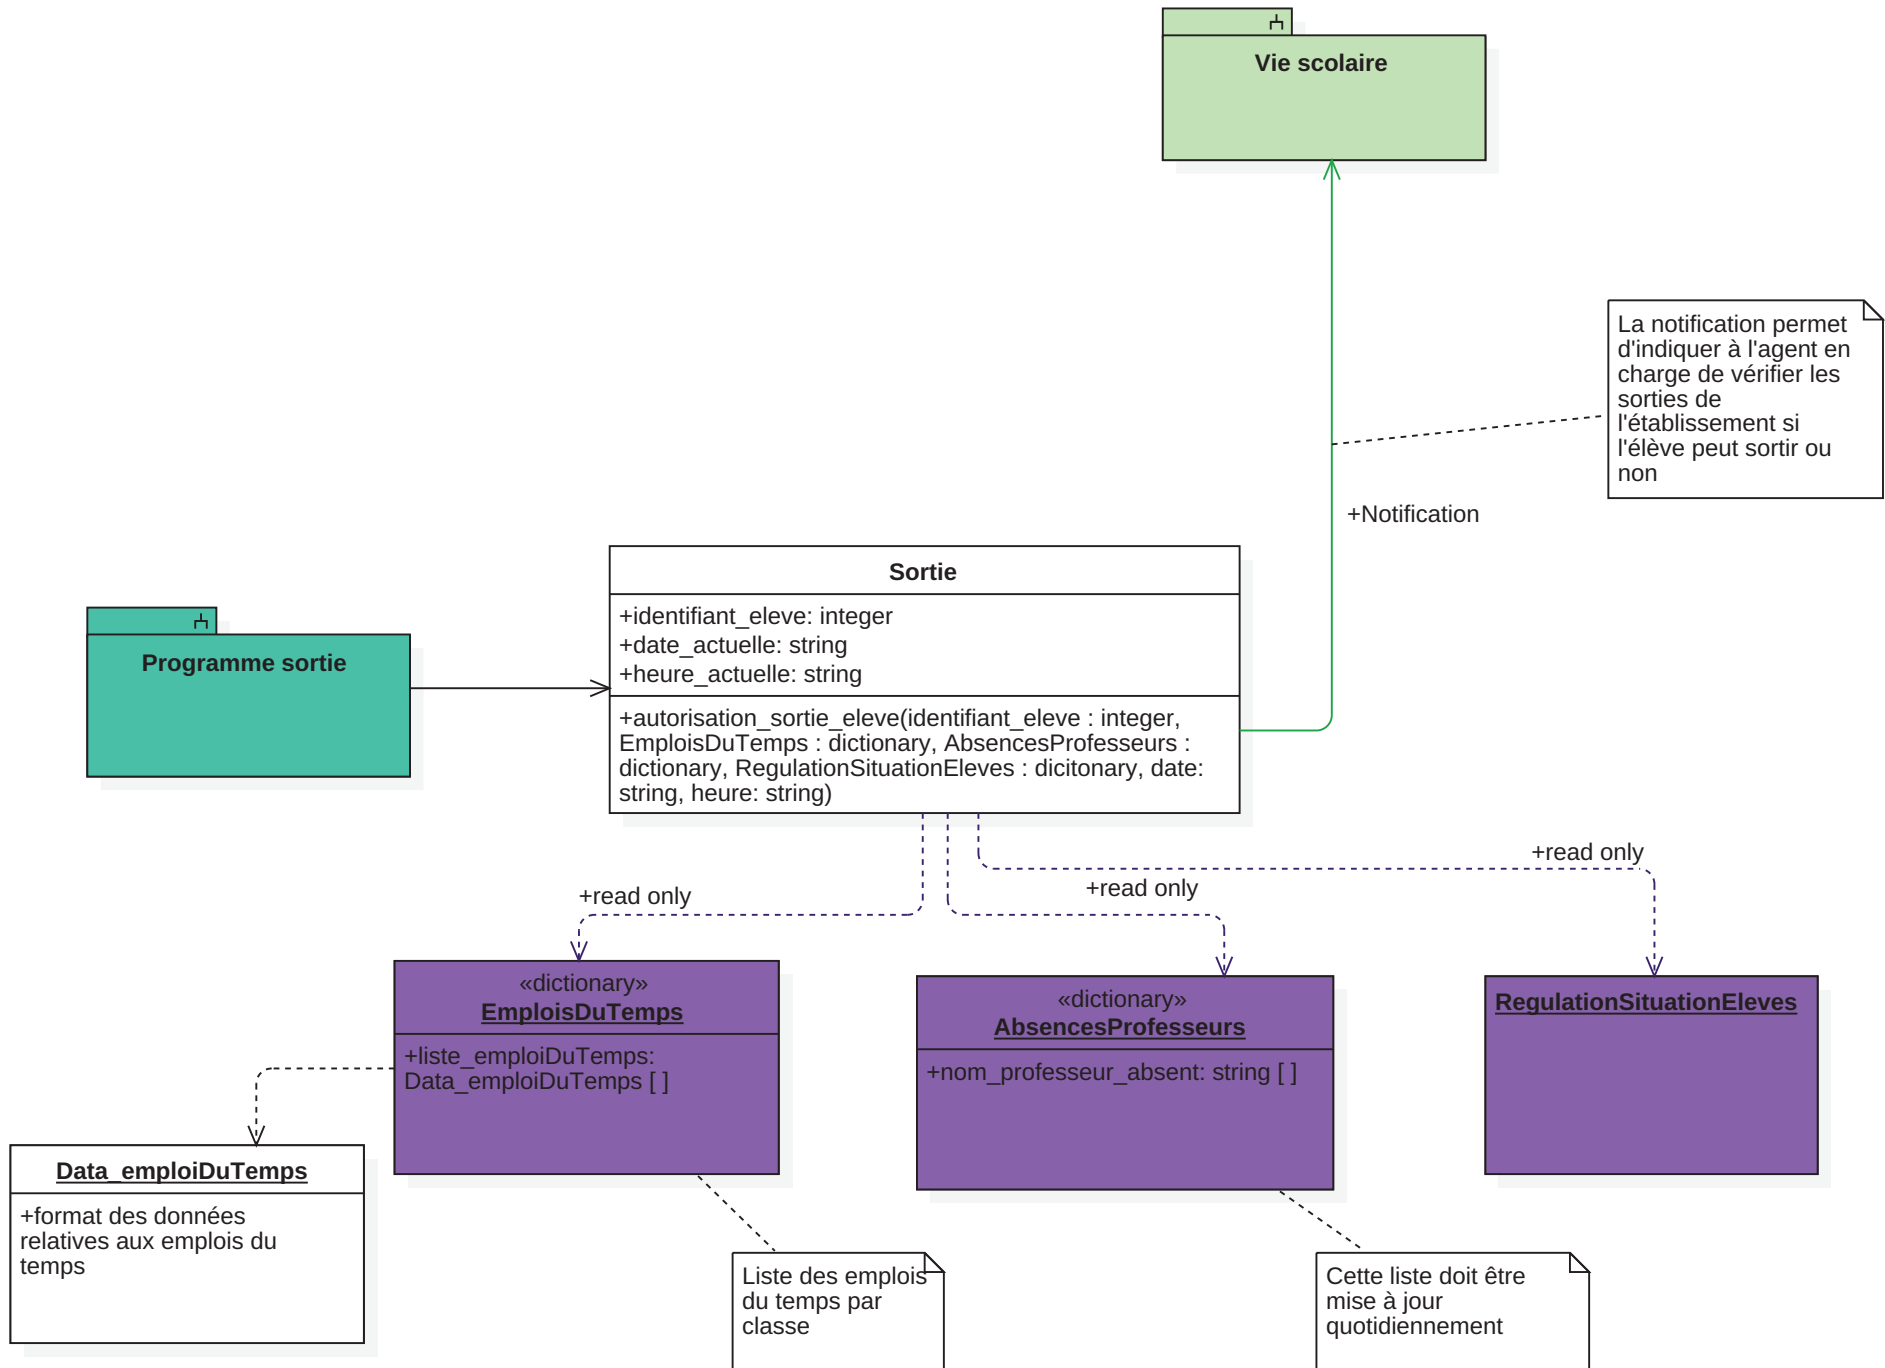 Vie scolaire
La notification permet
d'indiquer à l'agent en
charge de vérifier les
sorties de
l'établissement si
l'élève peut sortir ou
non
+Notification
Sortie
+identifiant_eleve: integer
+date_actuelle: string
+heure_actuelle: string
+autorisation_sortie_eleve(identifiant_eleve : integer,
EmploisDuTemps : dictionary, AbsencesProfesseurs :
dictionary, RegulationSituationEleves : dicitonary, date:
string, heure: string)
Programme sortie
+read only
+read only
+read only
«dictionary»
EmploisDuTemps
+liste_emploiDuTemps:
Data_emploiDuTemps [ ]
«dictionary»
AbsencesProfesseurs
+nom_professeur_absent: string [ ]
RegulationSituationEleves
Data_emploiDuTemps
+format des données
relatives aux emplois du
temps
Liste des emplois
du temps par
classe
Cette liste doit être
mise à jour
quotidiennement